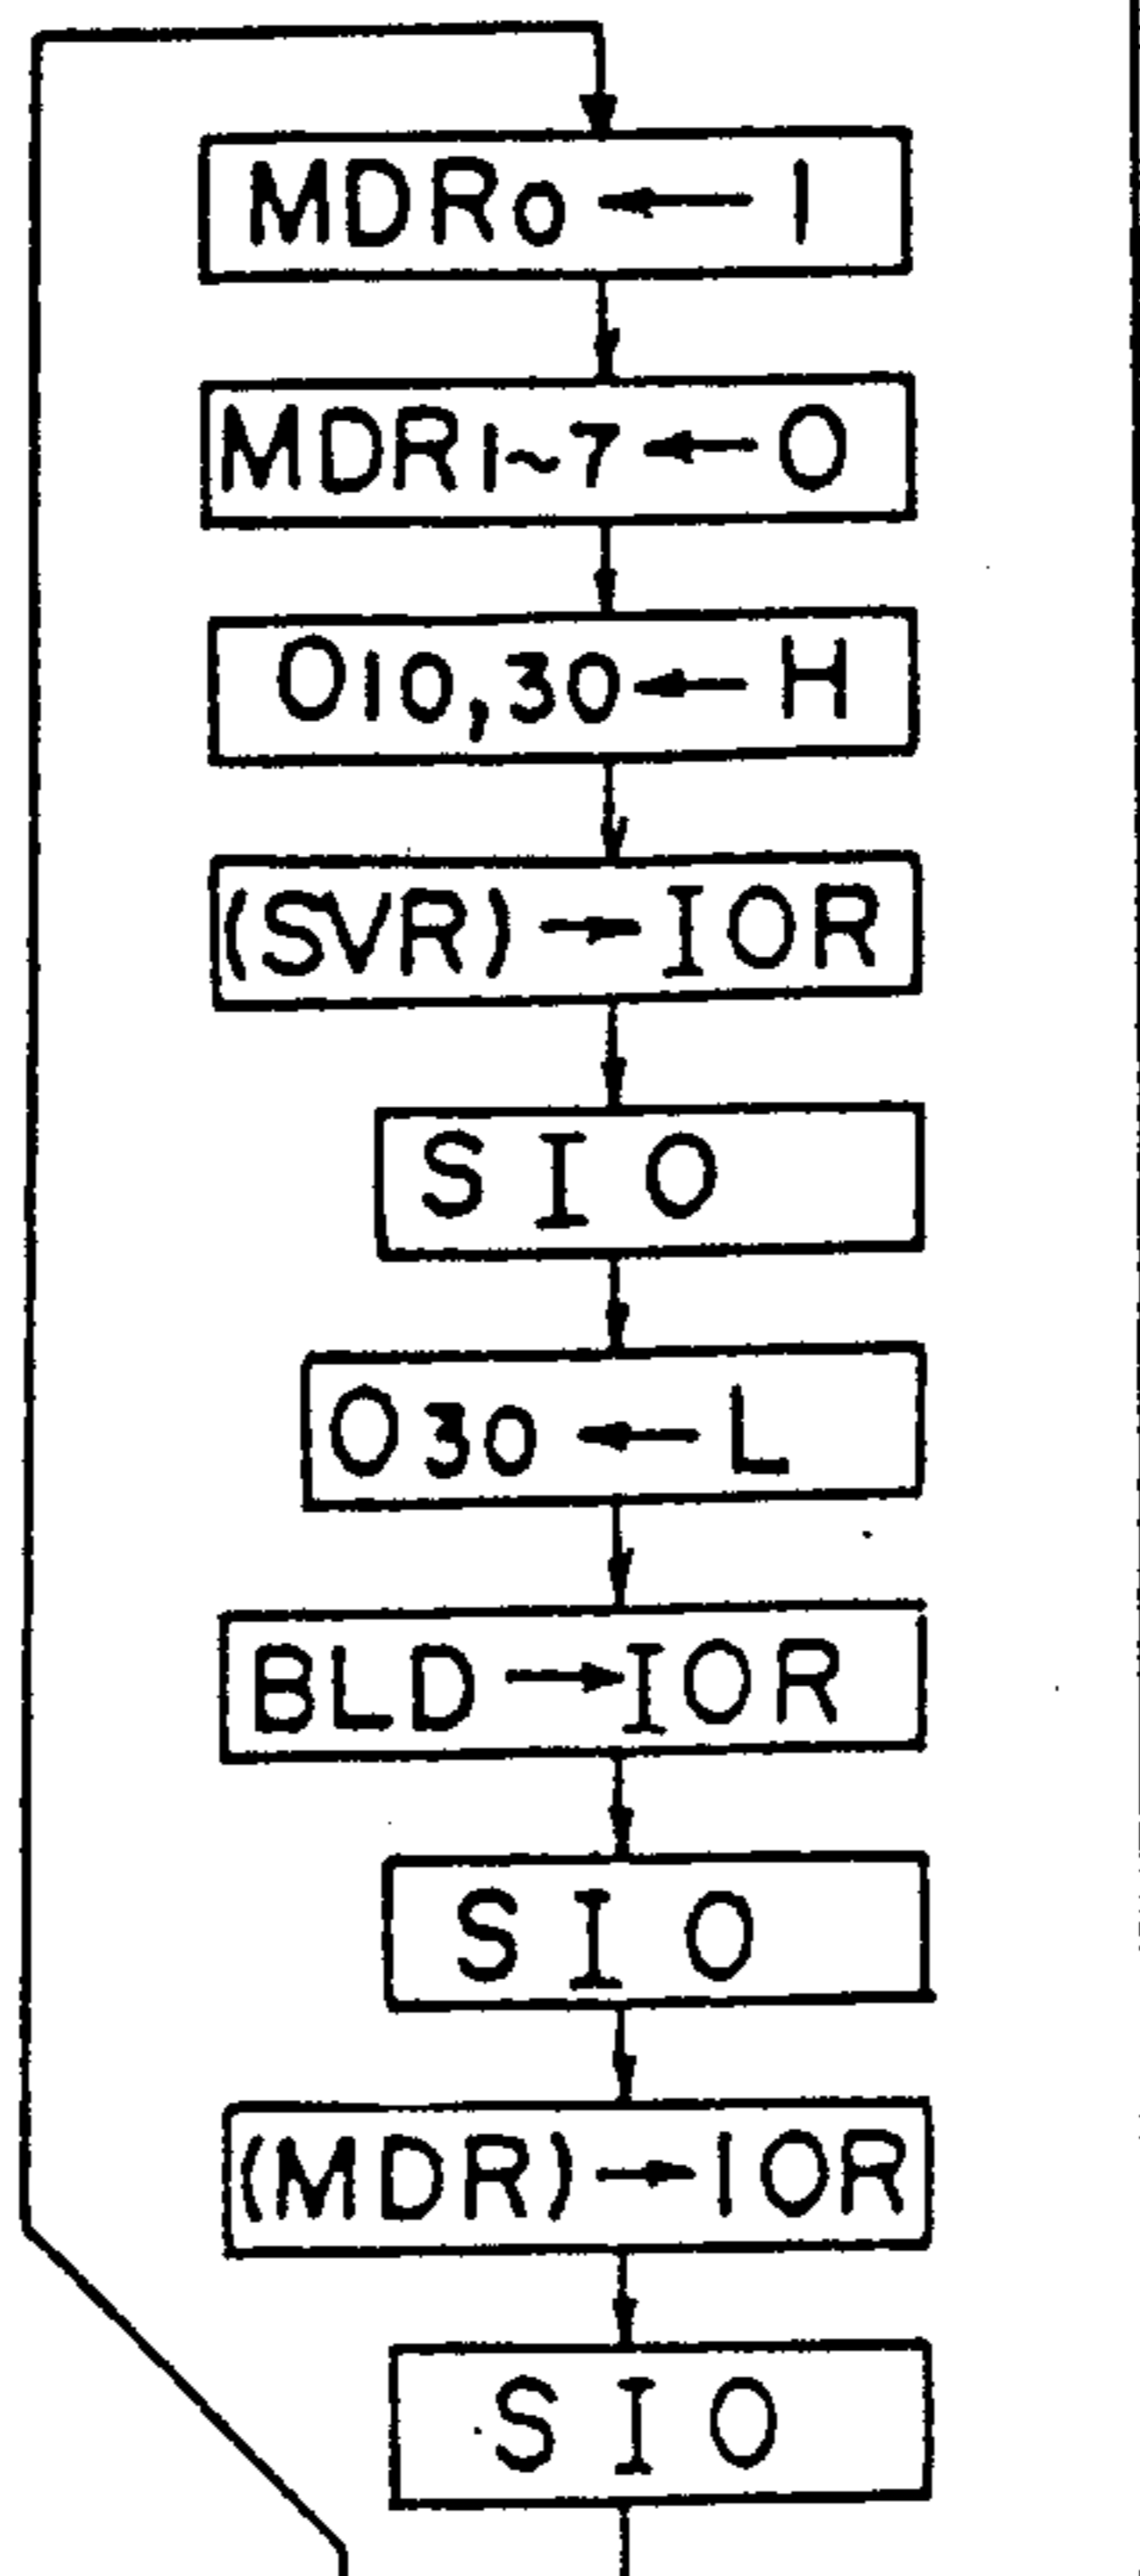 MDR0 ← 1
MDR1~7 ← 0
O10,30 ← H
(SVR) → IOR
SIO
O30 ← L
BLD → IOR
SIO
(MDR) → IOR
SIO